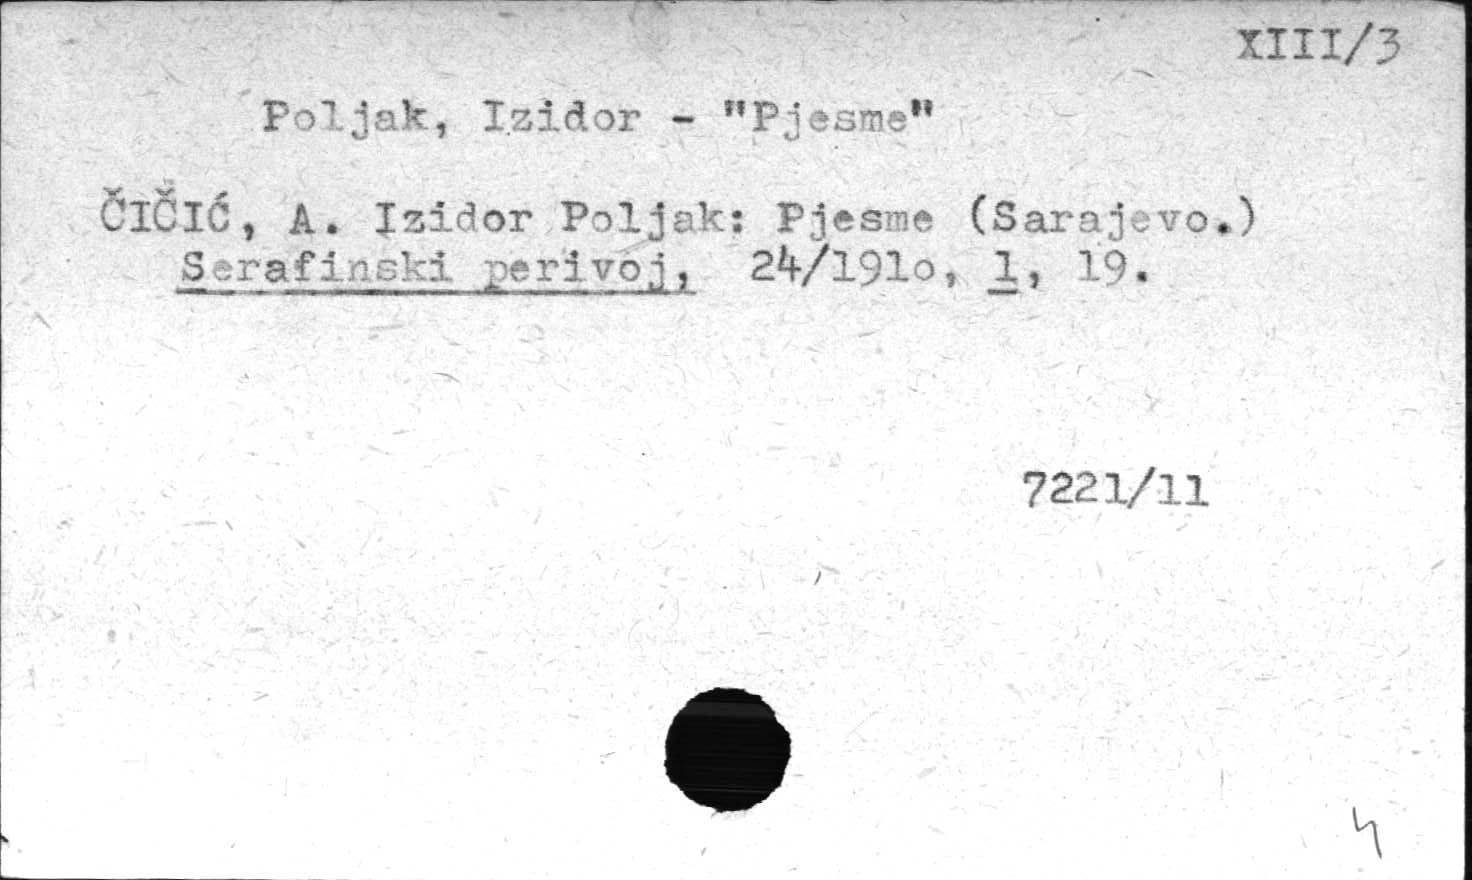 XIII/3
Poljak, Izidor - "Pjesme"
ČIČIĆ, A. Izidor Poljak: Pjesme (Sarajevo.)
Serafinski perivoj, 24/191o, 1, 19.
7221/11
4